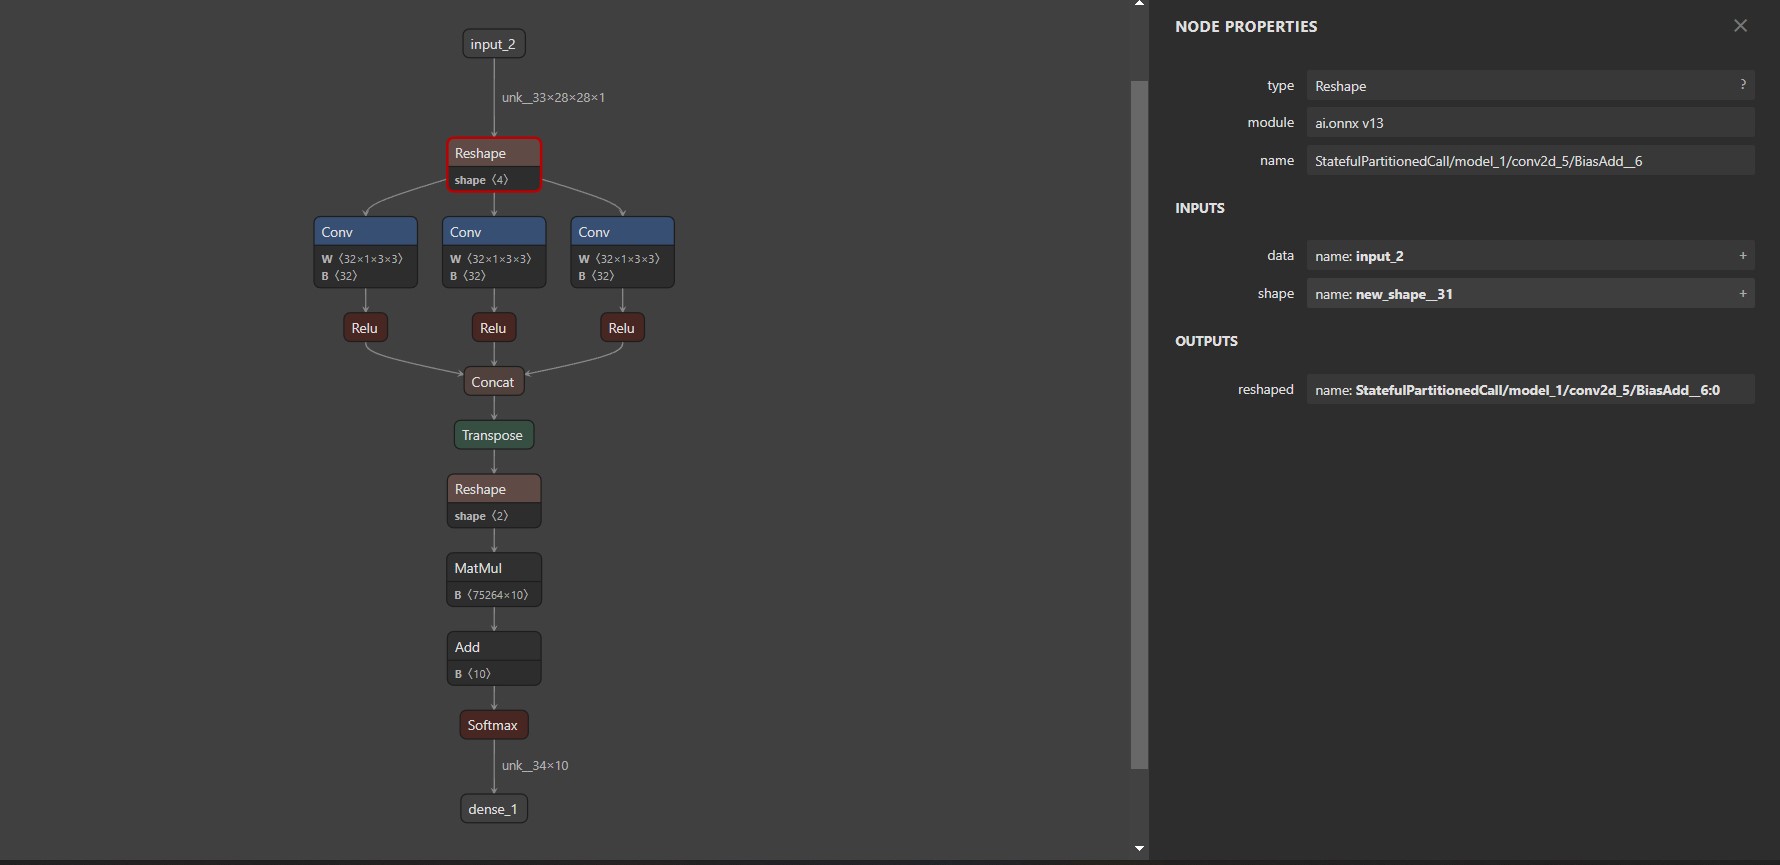 input_2
unk__33×28×28×1
Reshape
shape 〈4〉
Conv
W 〈32×1×3×3〉
B 〈32〉
Conv
W 〈32×1×3×3〉
B 〈32〉
Conv
W 〈32×1×3×3〉
B 〈32〉
Relu
Relu
Relu
Concat
Transpose
Reshape
shape 〈2〉
MatMul
B 〈75264×10〉
Add
B 〈10〉
Softmax
unk__34×10
dense_1
NODE PROPERTIES
type Reshape ?
module ai.onnx v13
name StatefulPartitionedCall/model_1/conv2d_5/BiasAdd__6
INPUTS
data name: input_2 +
shape name: new_shape__31 +
OUTPUTS
reshaped name: StatefulPartitionedCall/model_1/conv2d_5/BiasAdd__6:0